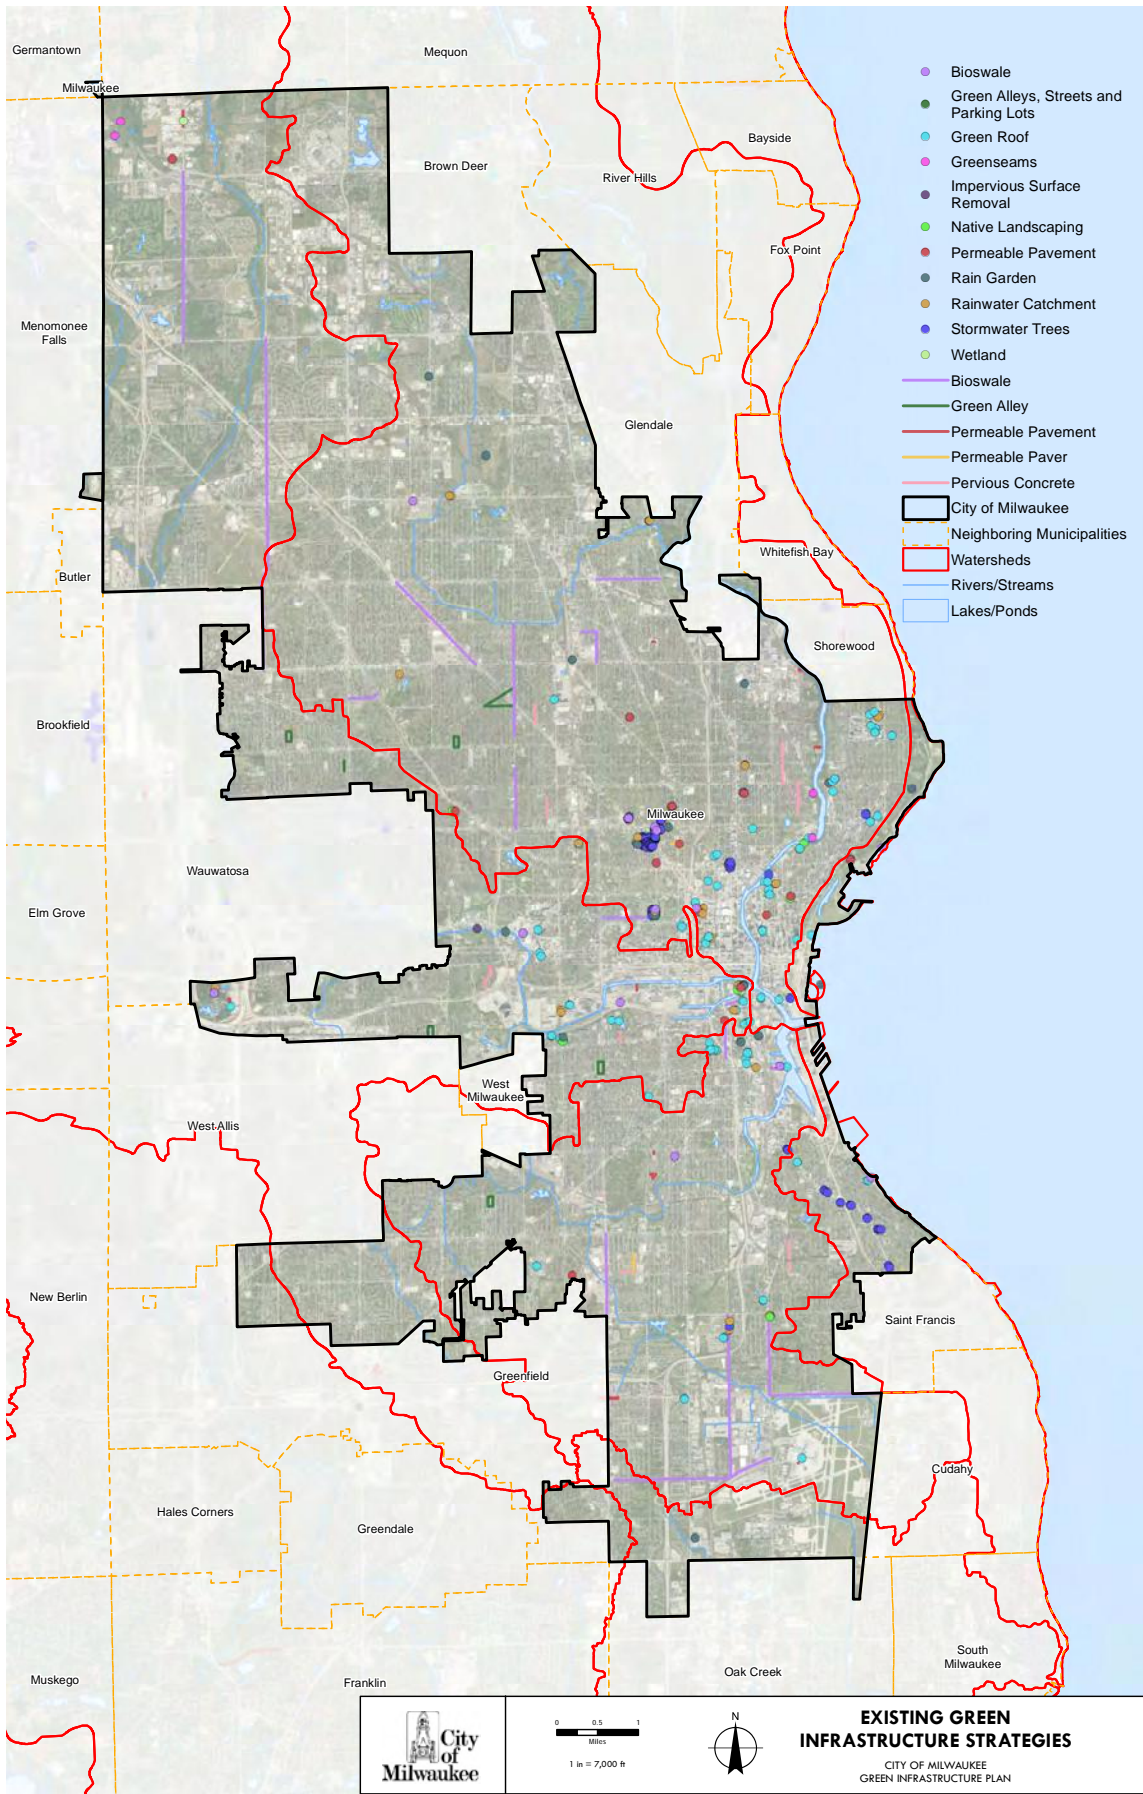 Germantown
Mequon
Milwaukee
Brown Deer
Bayside
River Hills
Fox Point
Menomonee
Falls
Glendale
Whitefish Bay
Butler
Shorewood
Brookfield
Milwaukee
Wauwatosa
Elm Grove
West
Milwaukee
West Allis
New Berlin
Saint Francis
Greenfield
Cudahy
Hales Corners
Greendale
South
Milwaukee
Muskego
Franklin
Oak Creek
Bioswale
Green Alleys, Streets and
Parking Lots
Green Roof
Greenseams
Impervious Surface
Removal
Native Landscaping
Permeable Pavement
Rain Garden
Rainwater Catchment
Stormwater Trees
Wetland
Bioswale
Green Alley
Permeable Pavement
Permeable Paver
Pervious Concrete
City of Milwaukee
Neighboring Municipalities
Watersheds
Rivers/Streams
Lakes/Ponds
City
of
Milwaukee
0 0.5 1
Miles
1 in = 7,000 ft
N
EXISTING GREEN
INFRASTRUCTURE STRATEGIES
CITY OF MILWAUKEE
GREEN INFRASTRUCTURE PLAN